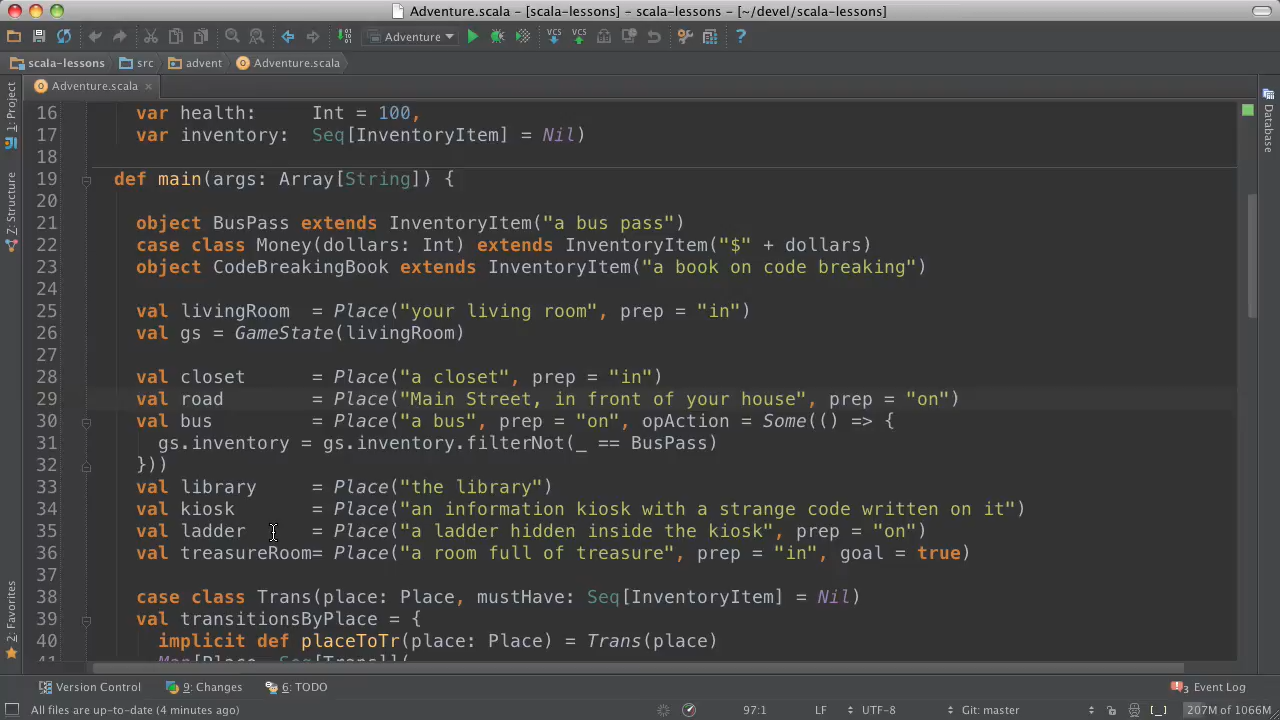 Adventure.scala - [scala-lessons] - scala-lessons - [~/devel/scala-lessons]
Adventure
VCS VCS ?
scala-lessons src advent Adventure.scala
Adventure.scala
1: Project
Z: Structure
2: Favorites
Database
16 var health: Int = 100,
17 var inventory: Seq[InventoryItem] = Nil)
18
19 def main(args: Array[String]) {
20
21 object BusPass extends InventoryItem("a bus pass")
22 case class Money(dollars: Int) extends InventoryItem("$" + dollars)
23 object CodeBreakingBook extends InventoryItem("a book on code breaking")
24
25 val livingRoom = Place("your living room", prep = "in")
26 val gs = GameState(livingRoom)
27
28 val closet = Place("a closet", prep = "in")
29 val road = Place("Main Street, in front of your house", prep = "on")
30 val bus = Place("a bus", prep = "on", opAction = Some(() => {
31 gs.inventory = gs.inventory.filterNot(_ == BusPass)
32 }))
33 val library = Place("the library")
34 val kiosk = Place("an information kiosk with a strange code written on it")
35 val ladder = Place("a ladder hidden inside the kiosk", prep = "on")
36 val treasureRoom= Place("a room full of treasure", prep = "in", goal = true)
37
38 case class Trans(place: Place, mustHave: Seq[InventoryItem] = Nil)
39 val transitionsByPlace = {
40 implicit def placeToTr(place: Place) = Trans(place)
41 Map[Place, Seq[Trans]](
Version Control 9: Changes 6: TODO 3 Event Log
All files are up-to-date (4 minutes ago) 97:1 LF UTF-8 Git: master 207M of 1066M